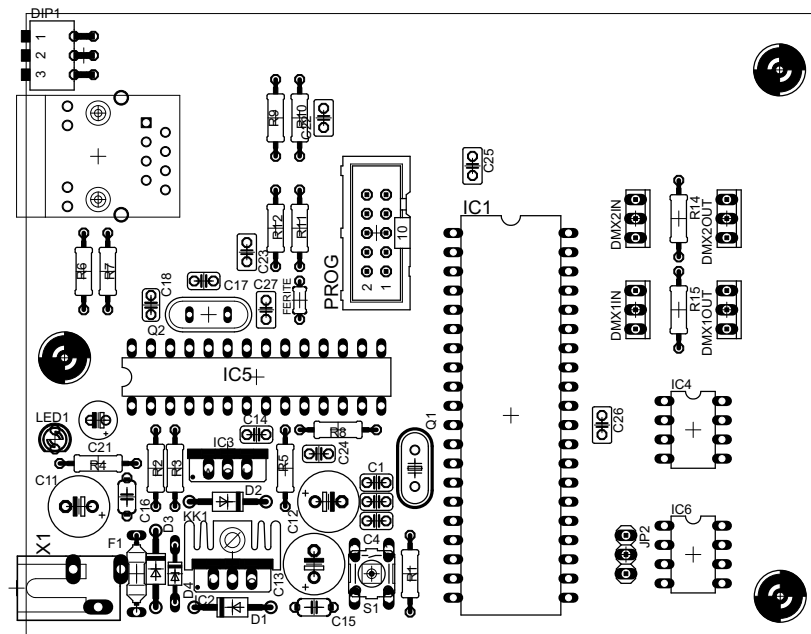 DIP1
1
2
3
R9
R10
C22
C25
IC1
DMX2IN
R14
DMX2OUT
R12
R11
C23
10
PROG
2
1
R6
R7
C18
C17
C27
FERITE
DMX1IN
R15
DMX1OUT
Q2
IC5
IC4
LED1
C21
C14
R8
Q1
C26
IC3
C24
R4
R2
R3
R5
C1
C11
C16
D2
C12
KK1
D3
X1
F1
C4
IC6
JP2
C13
D4
IC2
D1
C15
S1
R1